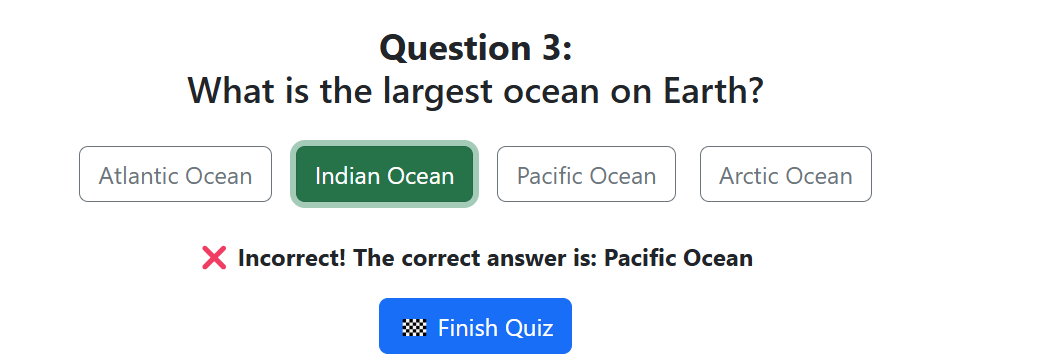 Question 3:
What is the largest ocean on Earth?
Atlantic Ocean Indian Ocean Pacific Ocean Arctic Ocean
❌ Incorrect! The correct answer is: Pacific Ocean
🏁 Finish Quiz